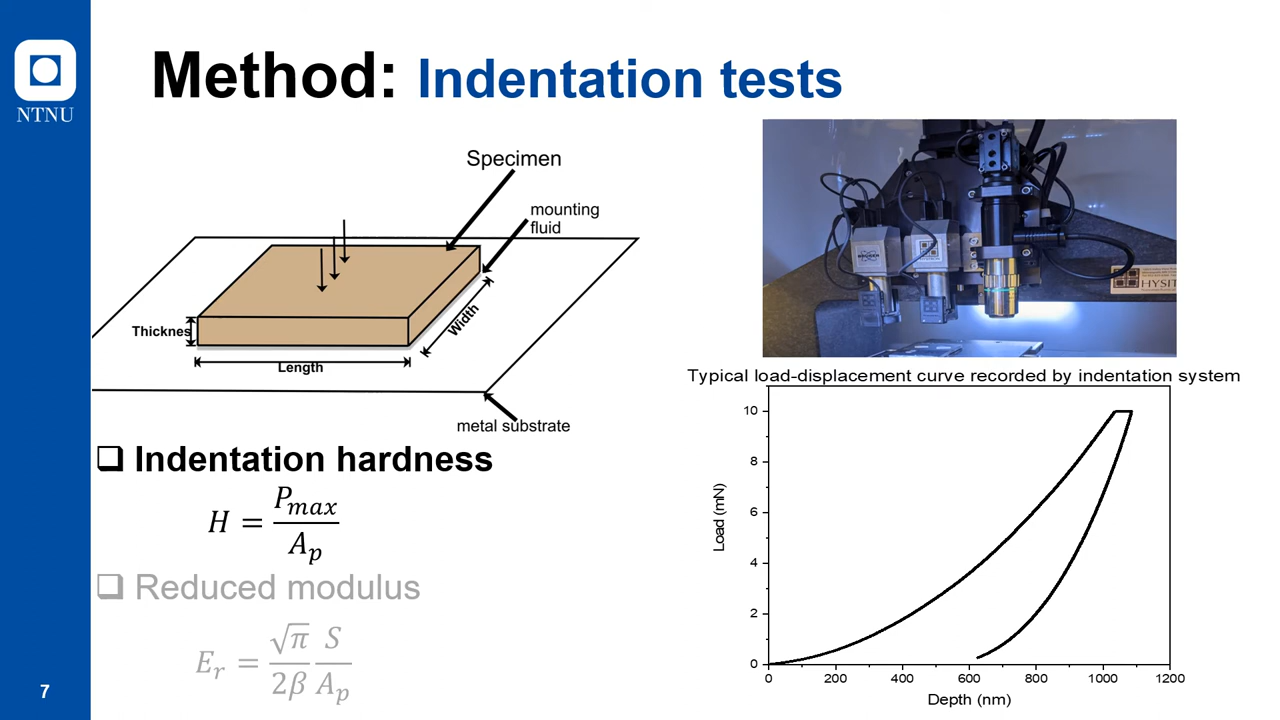 NTNU
Method: Indentation tests
Specimen
mounting
fluid
Thicknes
Width
Length
metal substrate
❑ Indentation hardness
H = P_max / A_p
❑ Reduced modulus
E_r = √π / 2β S / A_p
7
BRUKER
HYSIT
Typical load-displacement curve recorded by indentation system
10
8
6
4
2
0
Load (mN)
0 200 400 600 800 1000 1200
Depth (nm)